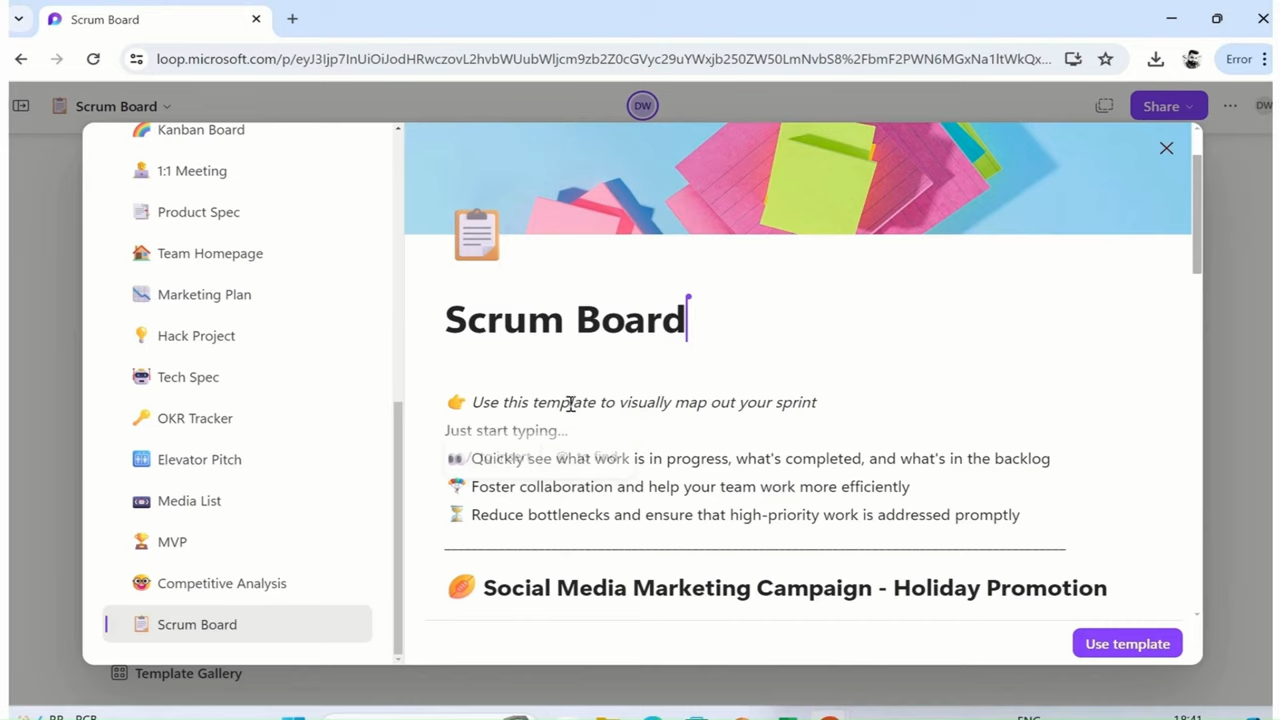 Scrum Board
loop.microsoft.com/p/eyJ3Ijp7InUiOiJodHRwczovL2hvbWUubWljcm9zb2Z0cGVyc29uYWxjb250ZW50LmNvbS8%2FbmF2PWN6MGxNa1ltWkQx...
Error
Scrum Board
DW
Share
DW
Kanban Board
1:1 Meeting
Product Spec
Team Homepage
Marketing Plan
Hack Project
Tech Spec
OKR Tracker
Elevator Pitch
Media List
MVP
Competitive Analysis
Scrum Board
Template Gallery
Scrum Board
Use this template to visually map out your sprint
Just start typing...
Quickly see what work is in progress, what's completed, and what's in the backlog
Foster collaboration and help your team work more efficiently
Reduce bottlenecks and ensure that high-priority work is addressed promptly
Social Media Marketing Campaign - Holiday Promotion
Use template